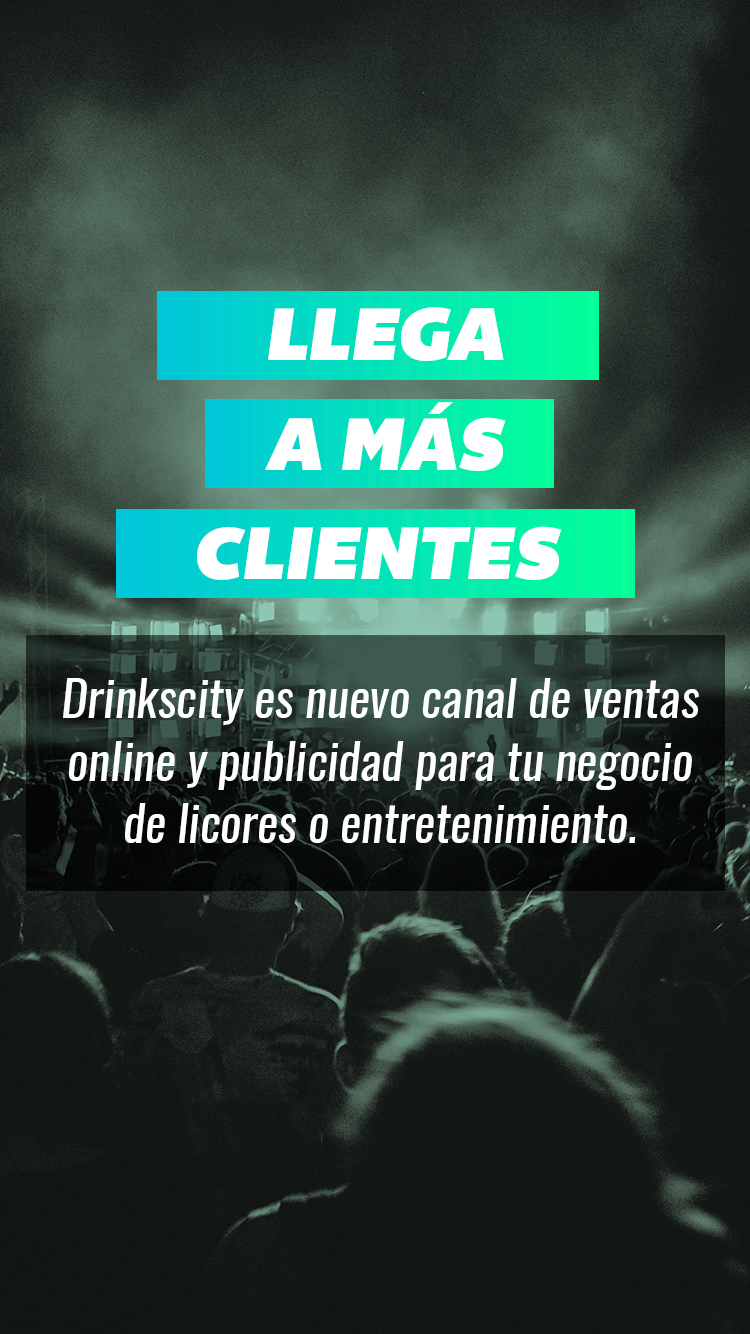 LLEGA
A MÁS
CLIENTES
Drinkscity es nuevo canal de ventas
online y publicidad para tu negocio
de licores o entretenimiento.